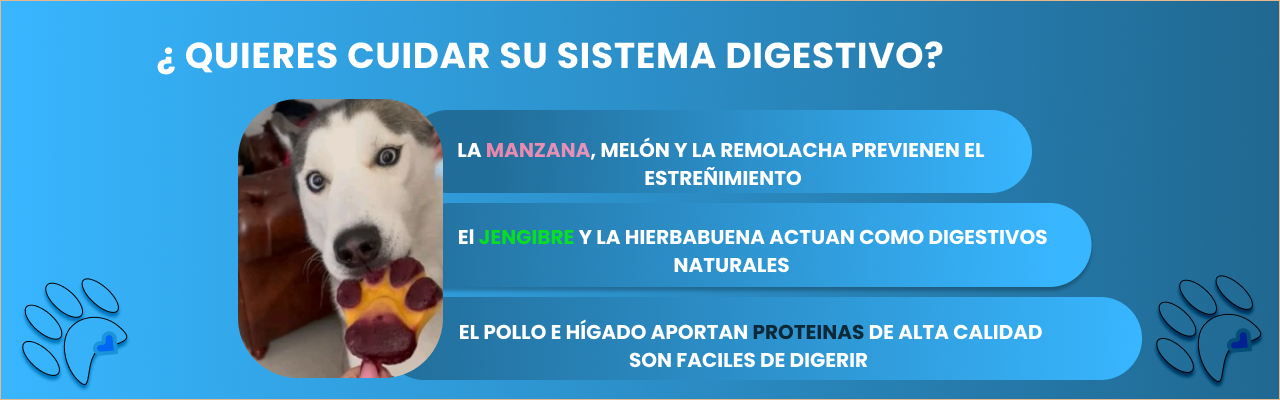 ¿ QUIERES CUIDAR SU SISTEMA DIGESTIVO?
LA MANZANA, MELÓN Y LA REMOLACHA PREVIENEN EL
ESTREÑIMIENTO
El JENGIBRE Y LA HIERBABUENA ACTUAN COMO DIGESTIVOS
NATURALES
EL POLLO E HÍGADO APORTAN PROTEINAS DE ALTA CALIDAD
SON FACILES DE DIGERIR